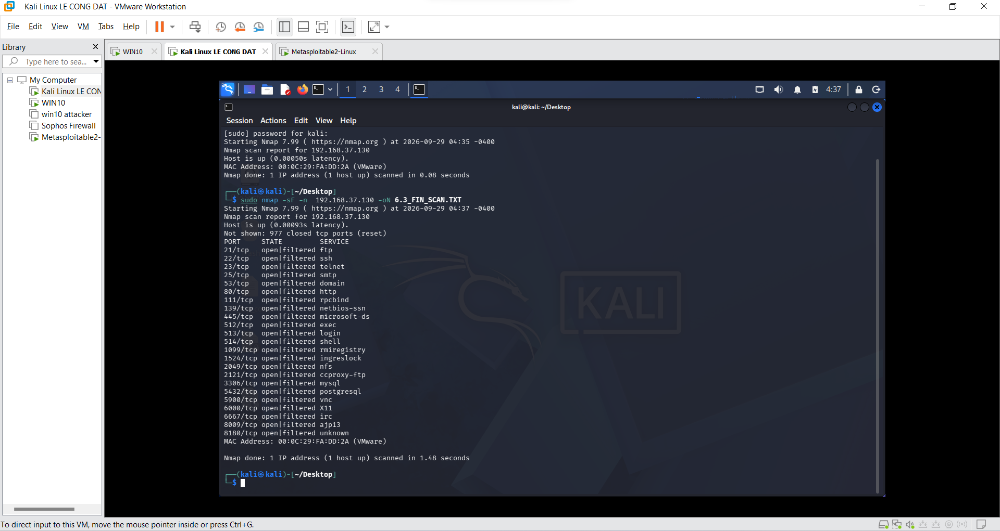 Kali Linux LE CONG DAT - VMware Workstation
File Edit View VM Tabs Help
Library
Type here to sea...
WIN10
Kali Linux LE CONG DAT
Metasploitable2-Linux
My Computer
Kali Linux LE CON
WIN10
win10 attacker
Sophos Firewall
Metasploitable2-
1 2 3 4
4:37
kali@kali: ~/Desktop
Session Actions Edit View Help
[sudo] password for kali:
Starting Nmap 7.99 ( https://nmap.org ) at 2026-09-29 04:35 -0400
Nmap scan report for 192.168.37.130
Host is up (0.00050s latency).
MAC Address: 00:0C:29:FA:DD:2A (VMware)
Nmap done: 1 IP address (1 host up) scanned in 0.08 seconds
┌──(kali㉿kali)-[~/Desktop]
└─$ sudo nmap -sF -n  192.168.37.130 -oN 6.3_FIN_SCAN.TXT
Starting Nmap 7.99 ( https://nmap.org ) at 2026-09-29 04:37 -0400
Nmap scan report for 192.168.37.130
Host is up (0.00093s latency).
Not shown: 977 closed tcp ports (reset)
PORT     STATE         SERVICE
21/tcp   open|filtered ftp
22/tcp   open|filtered ssh
23/tcp   open|filtered telnet
25/tcp   open|filtered smtp
53/tcp   open|filtered domain
80/tcp   open|filtered http
111/tcp  open|filtered rpcbind
139/tcp  open|filtered netbios-ssn
445/tcp  open|filtered microsoft-ds
512/tcp  open|filtered exec
513/tcp  open|filtered login
514/tcp  open|filtered shell
1099/tcp open|filtered rmiregistry
1524/tcp open|filtered ingreslock
2049/tcp open|filtered nfs
2121/tcp open|filtered ccproxy-ftp
3306/tcp open|filtered mysql
5432/tcp open|filtered postgresql
5900/tcp open|filtered vnc
6000/tcp open|filtered X11
6667/tcp open|filtered irc
8009/tcp open|filtered ajp13
8180/tcp open|filtered unknown
MAC Address: 00:0C:29:FA:DD:2A (VMware)
Nmap done: 1 IP address (1 host up) scanned in 1.48 seconds
┌──(kali㉿kali)-[~/Desktop]
└─$
KALI
To direct input to this VM, move the mouse pointer inside or press Ctrl+G.